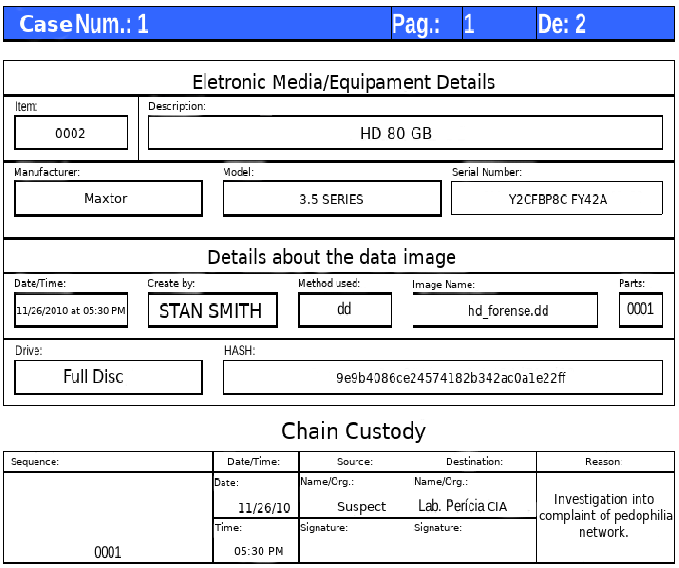 Case Num.: 1 Pag.: 1 De: 2
Eletronic Media/Equipament Details
Item: Description:
0002 HD 80 GB
Manufacturer: Model: Serial Number:
Maxtor 3.5 SERIES Y2CFBP8C FY42A
Details about the data image
Date/Time: Create by: Method used: Image Name: Parts:
11/26/2010 at 05:30 PM STAN SMITH dd hd_forense.dd 0001
Drive: HASH:
Full Disc 9e9b4086ce24574182b342ad0a1e22ff
Chain Custody
Sequence: Date/Time: Source: Destination: Reason:
Date: Name/Org.: Name/Org.:
11/26/10 Suspect Lab. Perícia CIA
Time: Signature: Signature:
0001 05:30 PM
Investigation into
complaint of pedophilia
network.